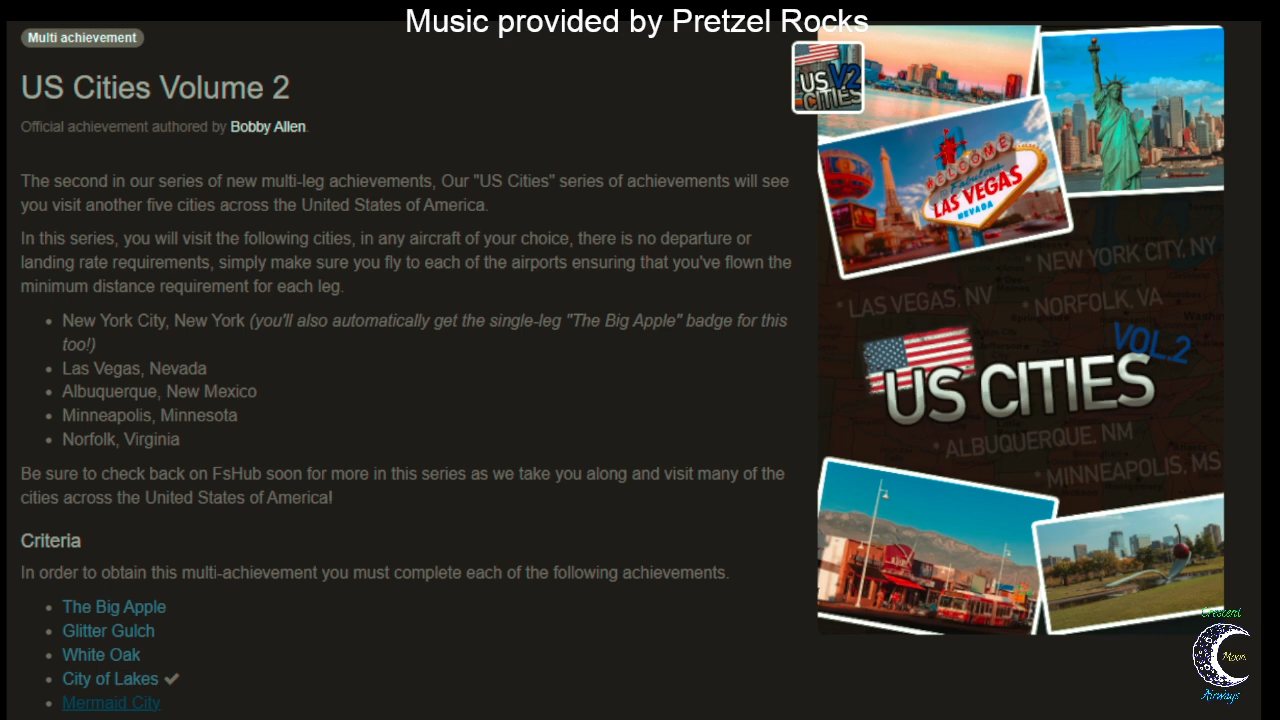 Music provided by Pretzel Rocks
Multi achievement
US Cities Volume 2
Official achievement authored by Bobby Allen.
The second in our series of new multi-leg achievements, Our "US Cities" series of achievements will see
you visit another five cities across the United States of America.
In this series, you will visit the following cities, in any aircraft of your choice, there is no departure or
landing rate requirements, simply make sure you fly to each of the airports ensuring that you've flown the
minimum distance requirement for each leg.
• New York City, New York (you'll also automatically get the single-leg "The Big Apple" badge for this
too!)
• Las Vegas, Nevada
• Albuquerque, New Mexico
• Minneapolis, Minnesota
• Norfolk, Virginia
Be sure to check back on FsHub soon for more in this series as we take you along and visit many of the
cities across the United States of America!
Criteria
In order to obtain this multi-achievement you must complete each of the following achievements.
• The Big Apple
• Glitter Gulch
• White Oak
• City of Lakes ✔
• Mermaid City
US V2
CITIES
WELCOME
Fabulous
LAS VEGAS
NEVADA
* NEW YORK CITY, NY
* LAS VEGAS, NV
* NORFOLK, VA
VOL.2
US CITIES
* ALBUQUERQUE, NM
* MINNEAPOLIS, MS
Crescent
Moon
Airways